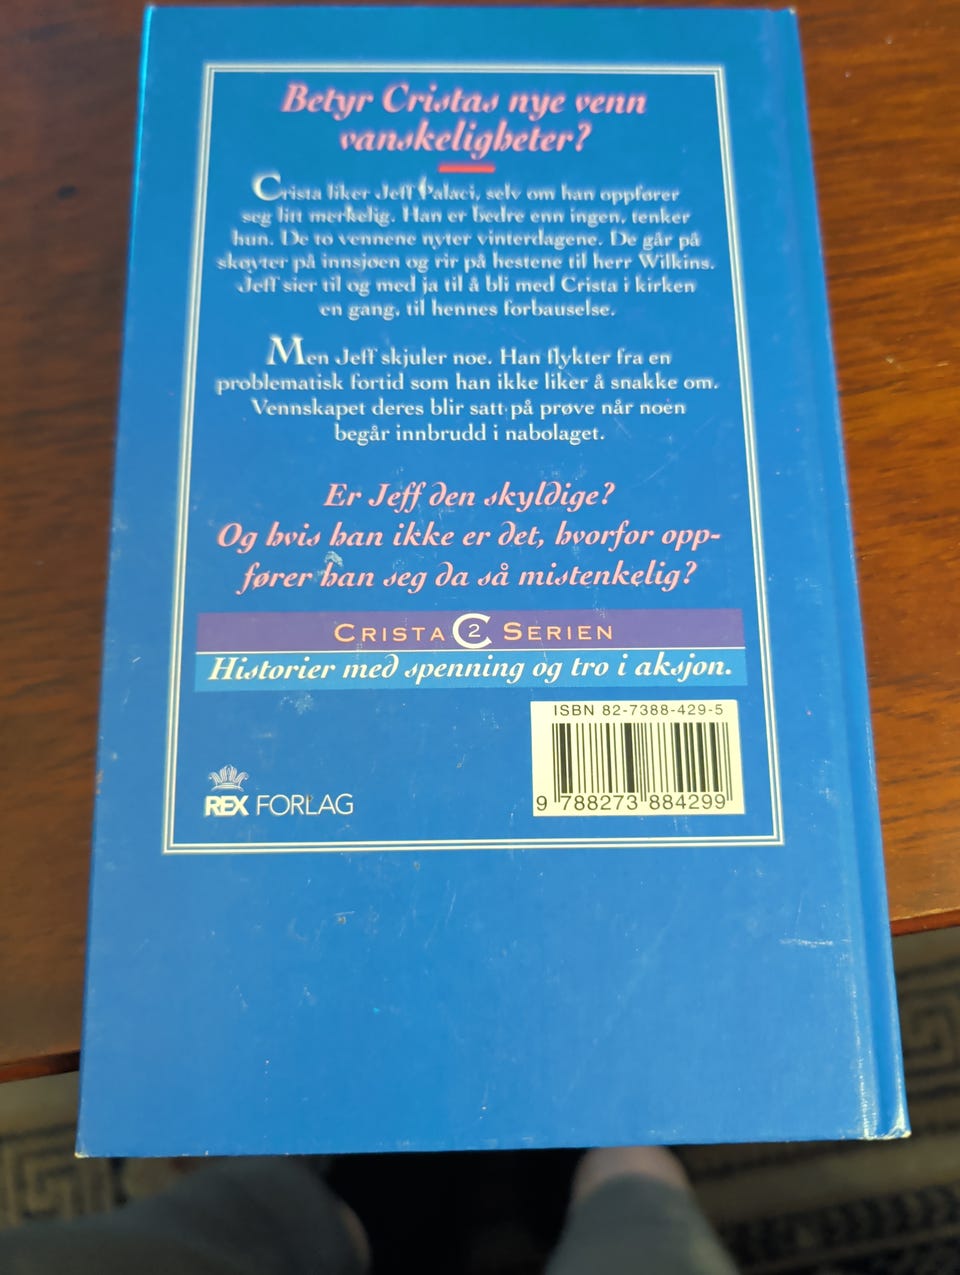 Betyr Cristas nye venn
vanskeligheter?
Crista liker Jeff Palaci, selv om han oppfører
seg litt merkelig. Han er bedre enn ingen, tenker
hun. De to vennene nyter vinterdagene. De går på
skøyter på innsjøen og rir på hestene til herr Wilkins.
Jeff sier til og med ja til å bli med Crista i kirken
en gang, til hennes forbauselse.
Men Jeff skjuler noe. Han flykter fra en
problematisk fortid som han ikke liker å snakke om.
Vennskapet deres blir satt på prøve når noen
begår innbrudd i nabolaget.
Er Jeff den skyldige?
Og hvis han ikke er det, hvorfor opp-
fører han seg da så mistenkelig?
CRISTA C2 SERIEN
Historier med spenning og tro i aksjon.
ISBN 82-7388-429-5
9 788273 884299
REX FORLAG